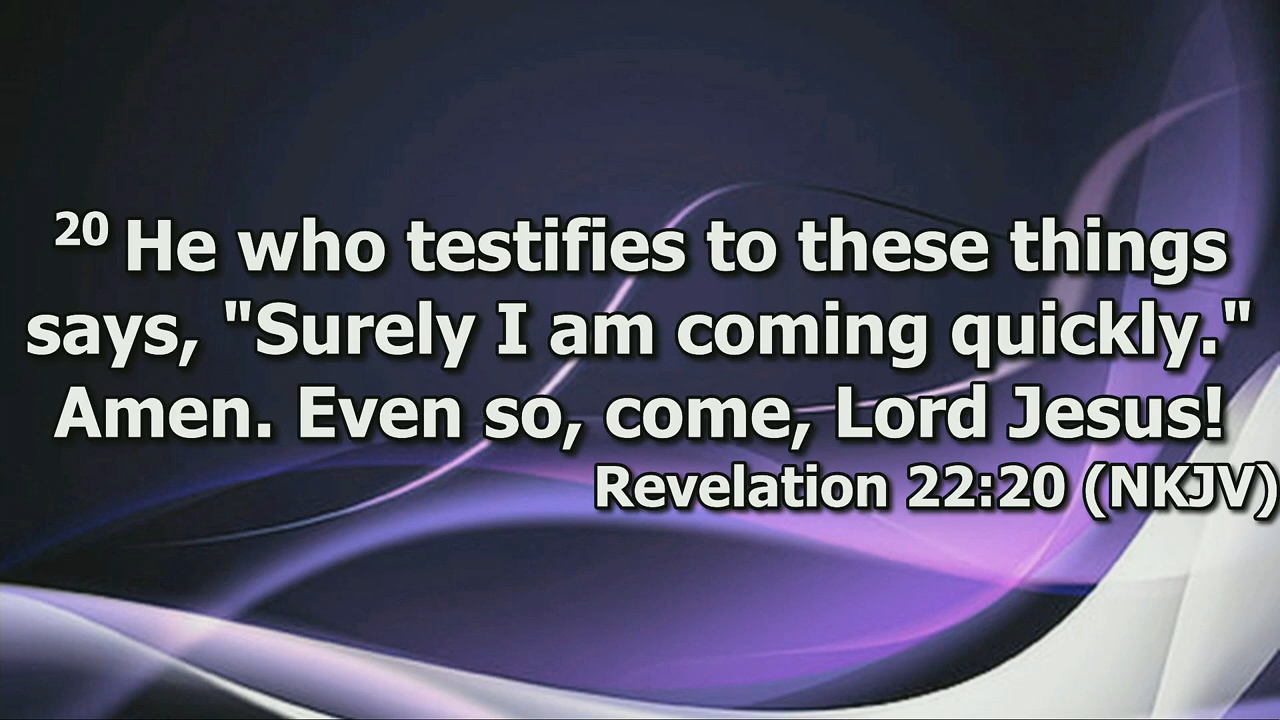 20 He who testifies to these things
says, "Surely I am coming quickly."
Amen. Even so, come, Lord Jesus!
Revelation 22:20 (NKJV)